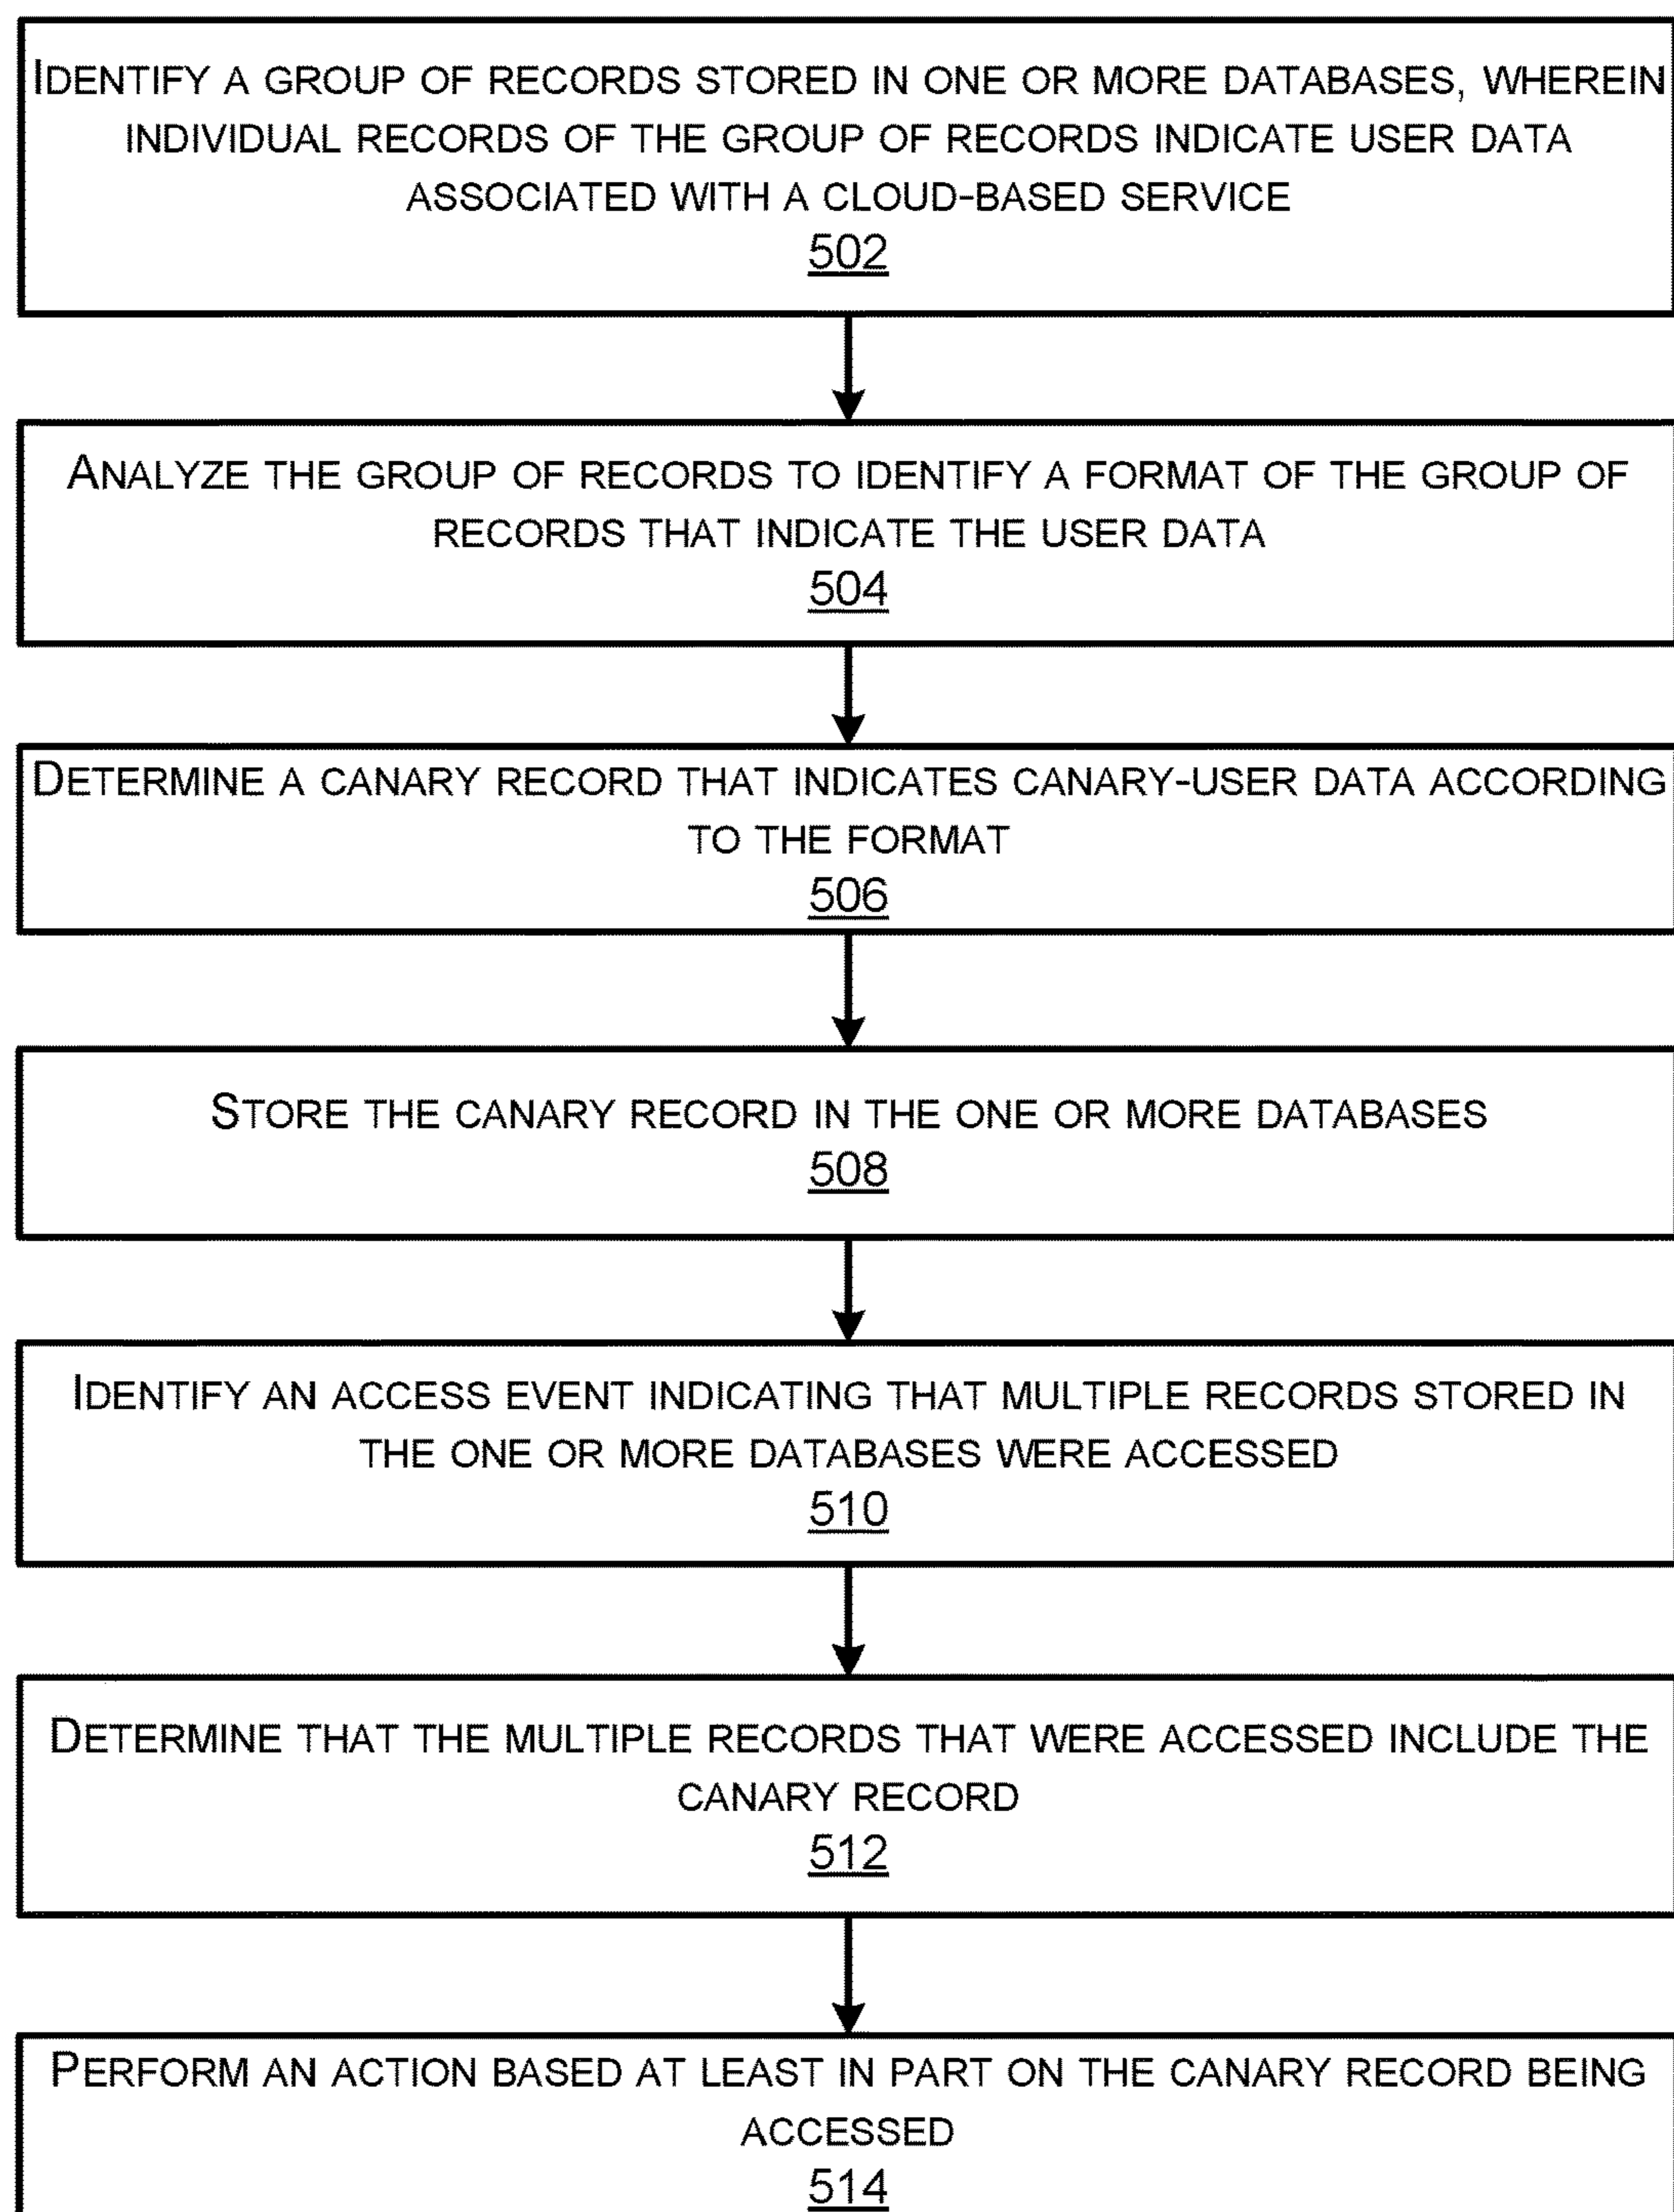 IDENTIFY A GROUP OF RECORDS STORED IN ONE OR MORE DATABASES, WHEREIN
INDIVIDUAL RECORDS OF THE GROUP OF RECORDS INDICATE USER DATA
ASSOCIATED WITH A CLOUD-BASED SERVICE
502
ANALYZE THE GROUP OF RECORDS TO IDENTIFY A FORMAT OF THE GROUP OF
RECORDS THAT INDICATE THE USER DATA
504
DETERMINE A CANARY RECORD THAT INDICATES CANARY-USER DATA ACCORDING
TO THE FORMAT
506
STORE THE CANARY RECORD IN THE ONE OR MORE DATABASES
508
IDENTIFY AN ACCESS EVENT INDICATING THAT MULTIPLE RECORDS STORED IN
THE ONE OR MORE DATABASES WERE ACCESSED
510
DETERMINE THAT THE MULTIPLE RECORDS THAT WERE ACCESSED INCLUDE THE
CANARY RECORD
512
PERFORM AN ACTION BASED AT LEAST IN PART ON THE CANARY RECORD BEING
ACCESSED
514